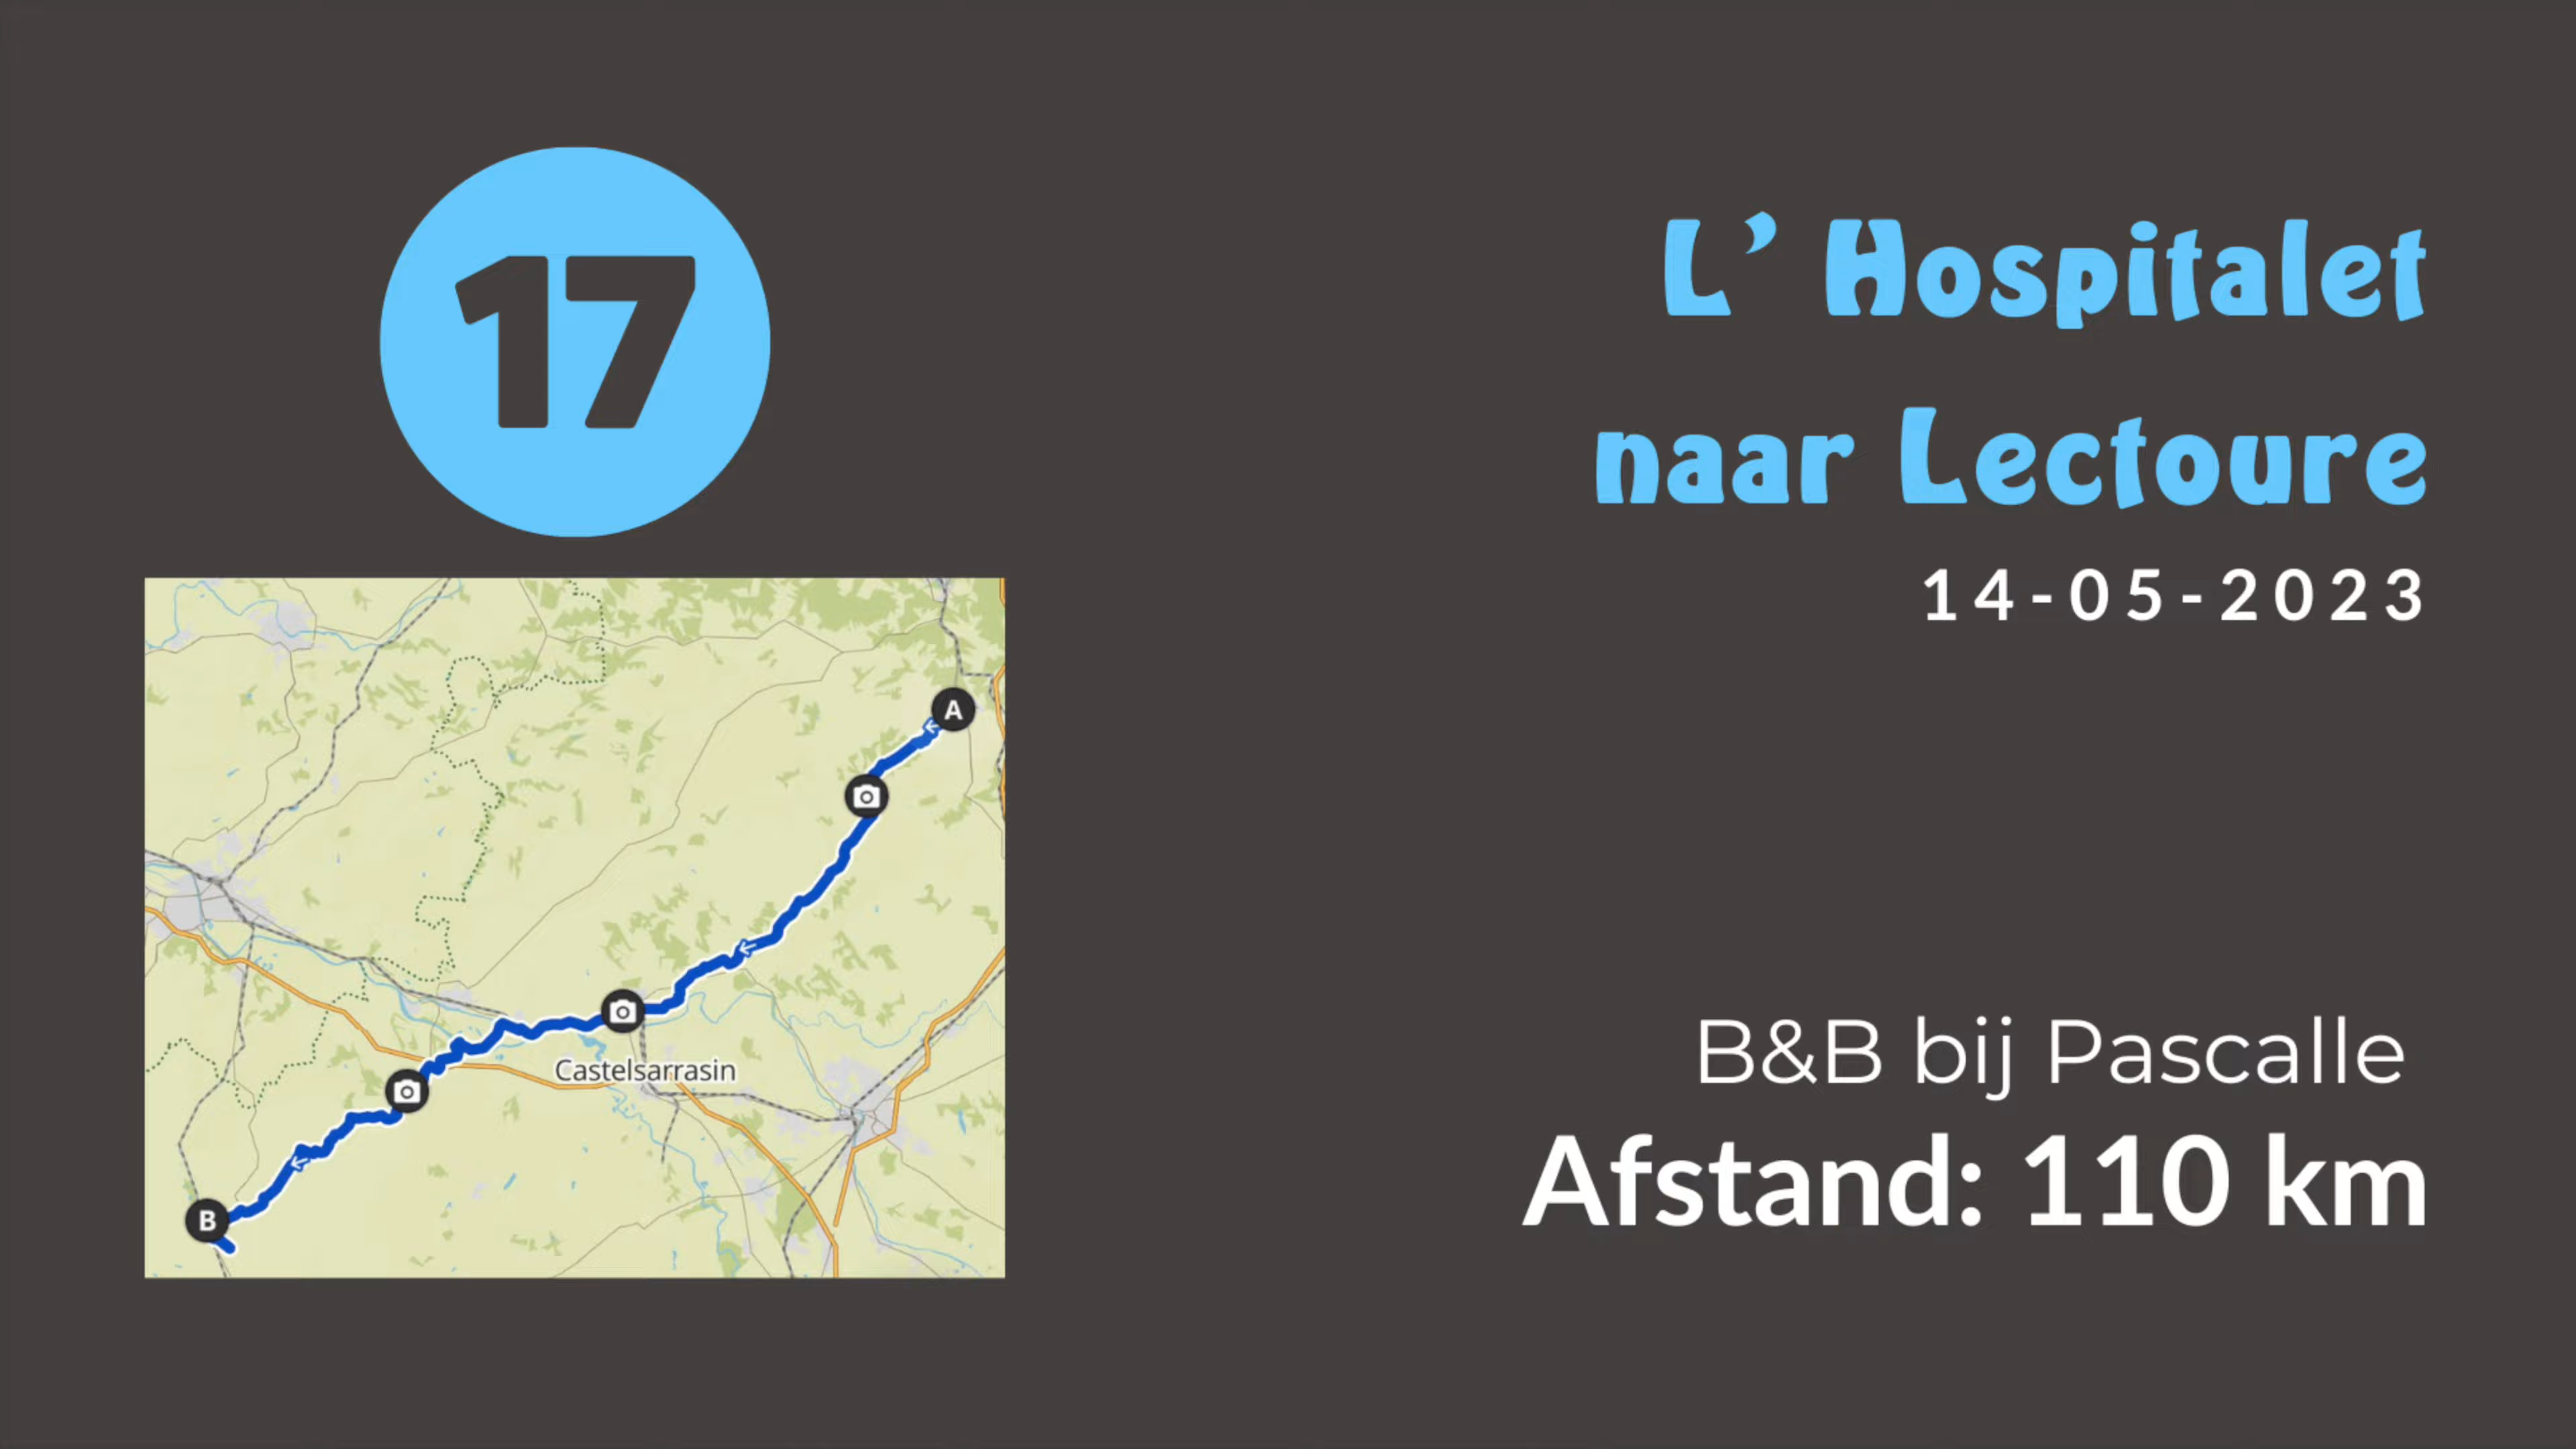 17
L’ Hospitalet
naar Lectoure
14-05-2023
A
Castelsarrasin
B
B&B bij Pascalle
Afstand: 110 km